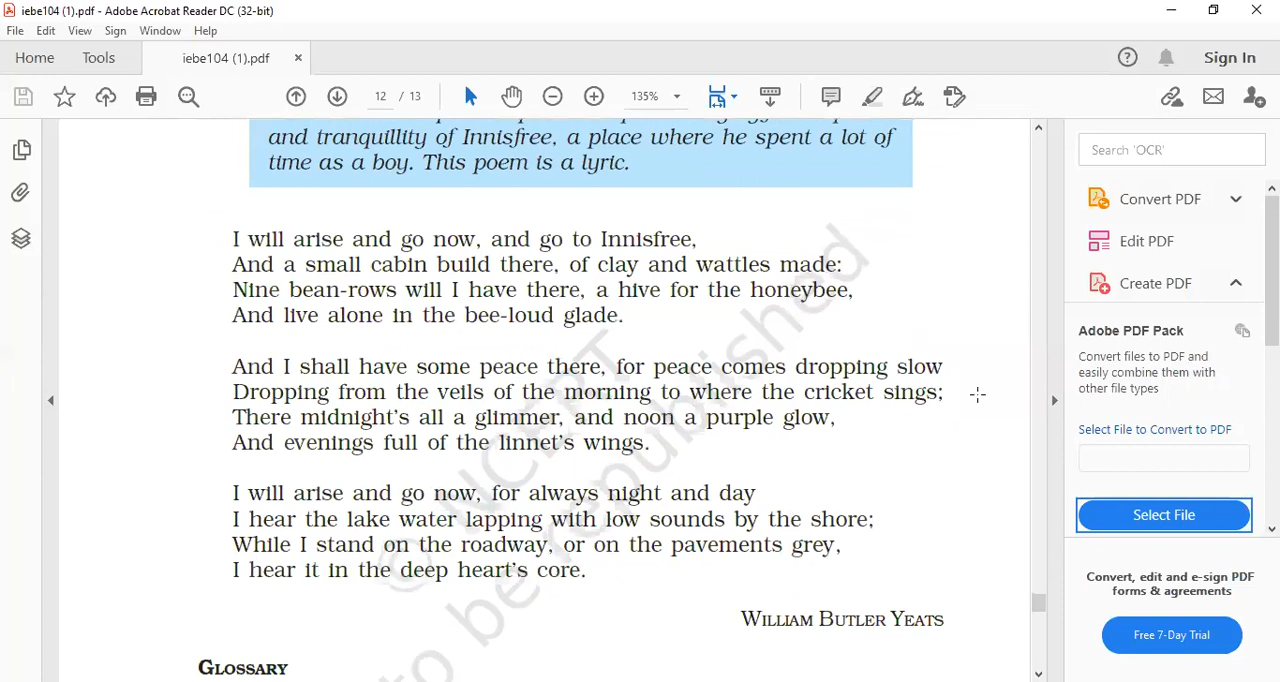 iebe104 (1).pdf - Adobe Acrobat Reader DC (32-bit)
File Edit View Sign Window Help
Home Tools iebe104 (1).pdf × Sign In
12 / 13 135%
and tranquillity of Innisfree, a place where he spent a lot of
time as a boy. This poem is a lyric.
I will arise and go now, and go to Innisfree,
And a small cabin build there, of clay and wattles made:
Nine bean-rows will I have there, a hive for the honeybee,
And live alone in the bee-loud glade.
And I shall have some peace there, for peace comes dropping slow
Dropping from the veils of the morning to where the cricket sings;
There midnight's all a glimmer, and noon a purple glow,
And evenings full of the linnet's wings.
I will arise and go now, for always night and day
I hear the lake water lapping with low sounds by the shore;
While I stand on the roadway, or on the pavements grey,
I hear it in the deep heart's core.
WILLIAM BUTLER YEATS
GLOSSARY
© NCERT
to be republished
Search 'OCR'
Convert PDF
Edit PDF
Create PDF
Adobe PDF Pack
Convert files to PDF and
easily combine them with
other file types
Select File to Convert to PDF
Select File
Convert, edit and e-sign PDF
forms & agreements
Free 7-Day Trial